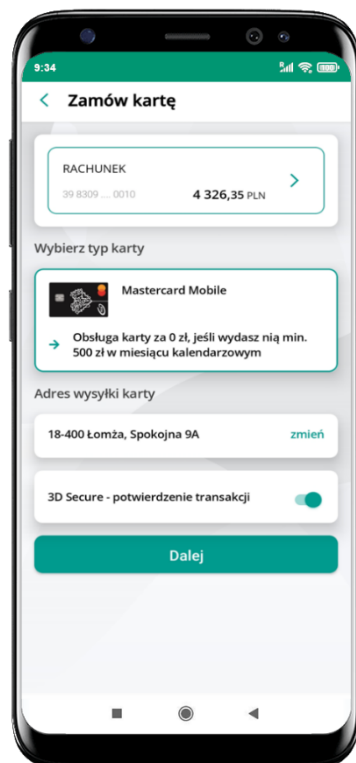 9:34
Zamów kartę
RACHUNEK
39 8309 ... 0010 4 326,35 PLN
Wybierz typ karty
Mastercard Mobile
Obsługa karty za 0 zł, jeśli wydasz nią min.
500 zł w miesiącu kalendarzowym
Adres wysyłki karty
18-400 Łomża, Spokojna 9A zmień
3D Secure - potwierdzenie transakcji
Dalej